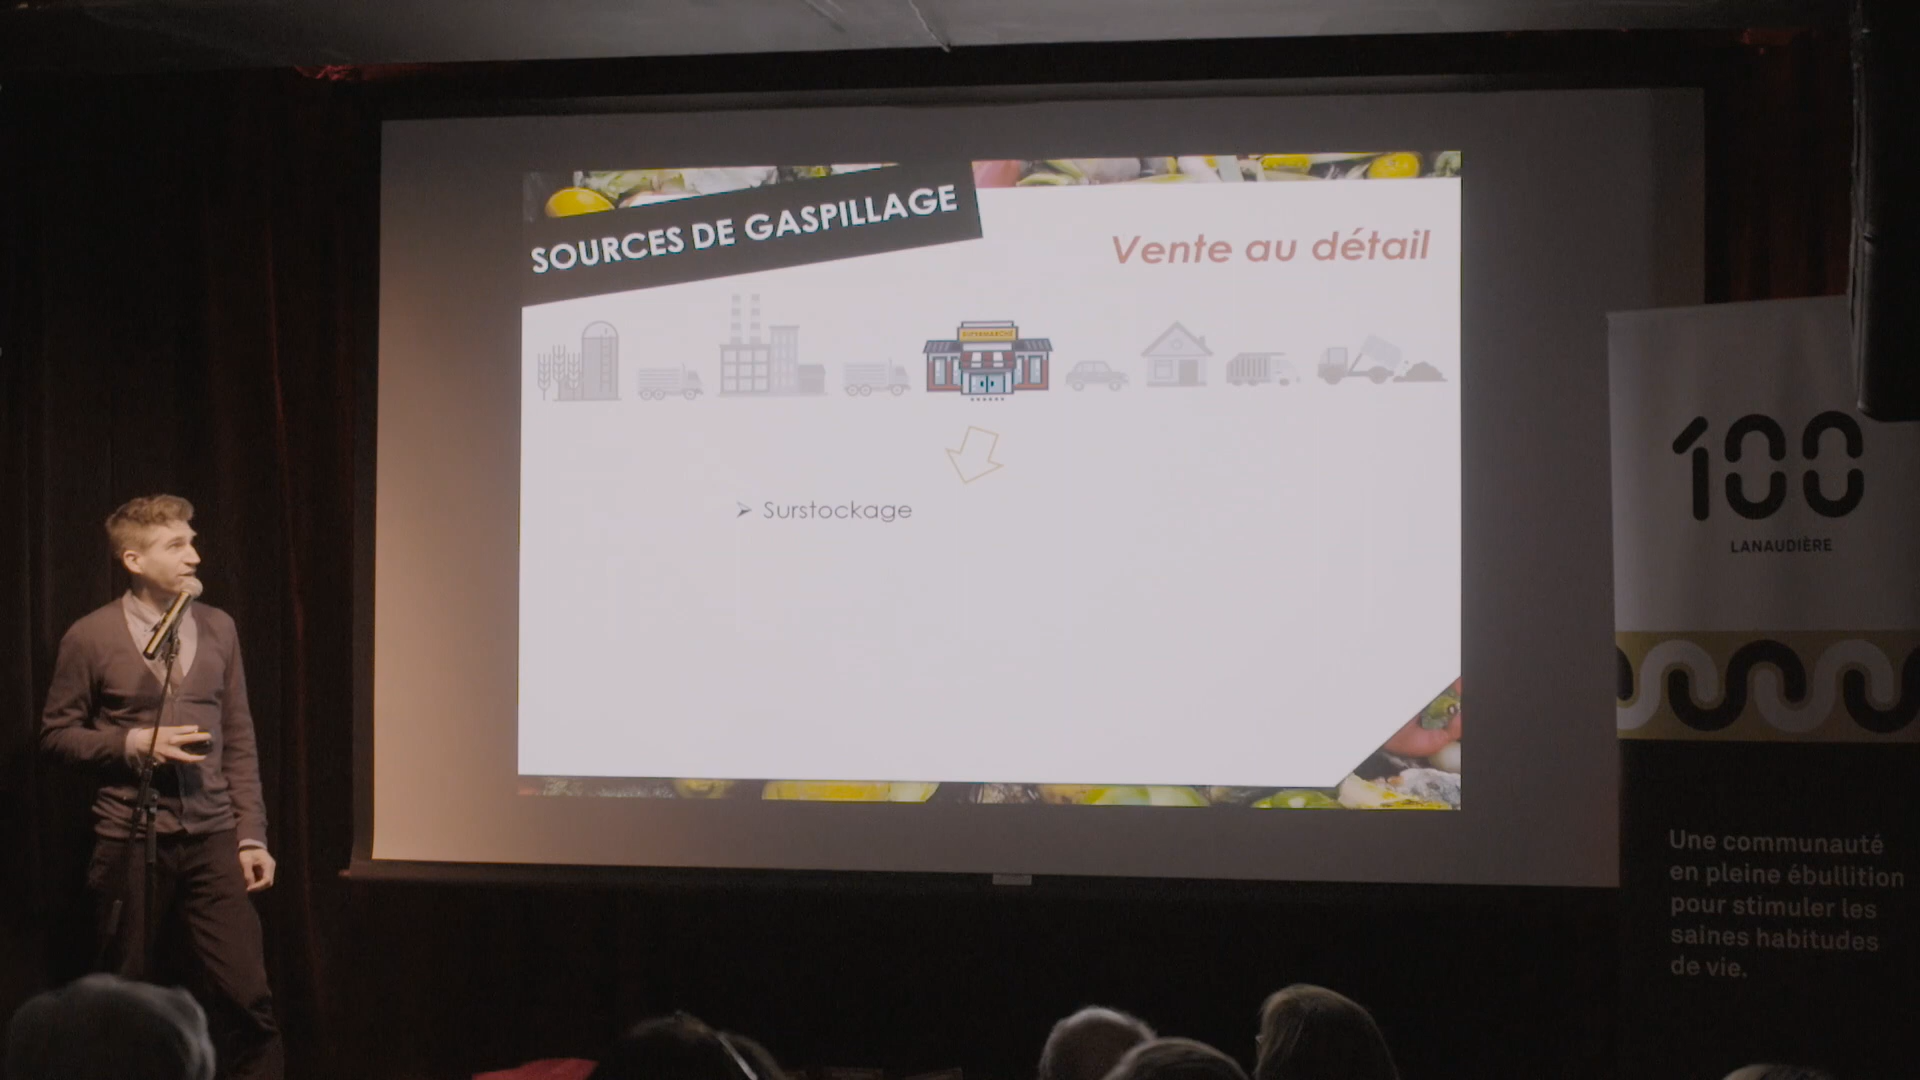 SOURCES DE GASPILLAGE
Vente au détail
SUPERMARCHÉ
➢ Surstockage
100
LANAUDIÈRE
Une communauté
en pleine ébullition
pour stimuler les
saines habitudes
de vie.